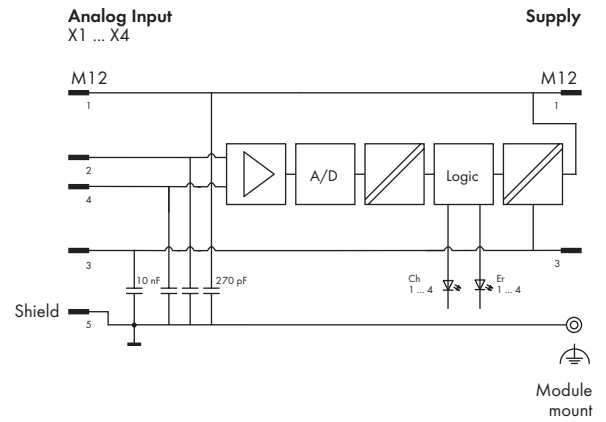 Analog Input
X1 ... X4
Supply
M12
M12
1
1
2
A/D
Logic
4
3
3
10 nF
270 pF
Ch
1 ... 4
Er
1 ... 4
Shield
5
Module
mount